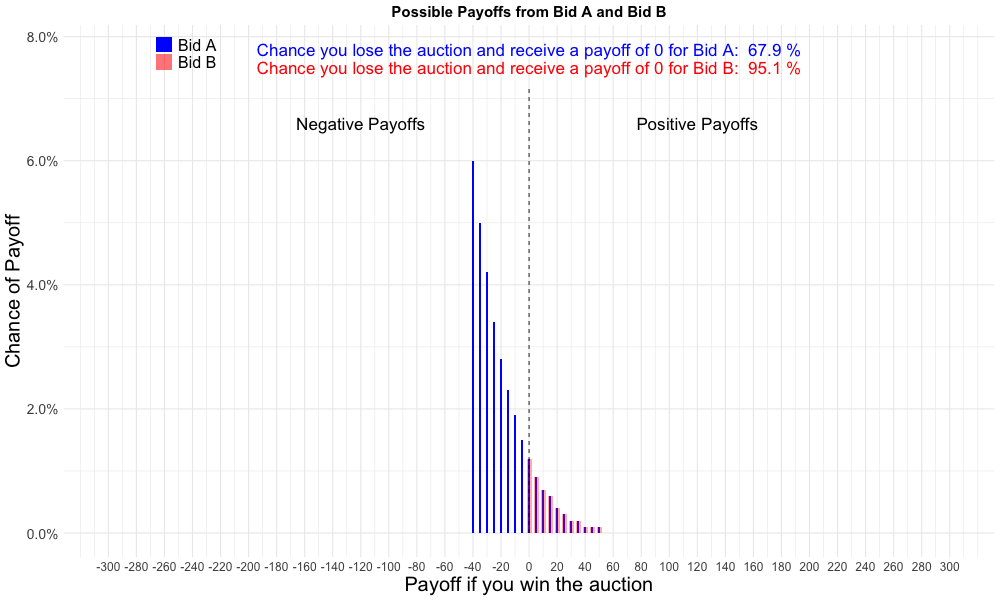 Possible Payoffs from Bid A and Bid B
8.0%
Bid A
Chance you lose the auction and receive a payoff of 0 for Bid A: 67.9 %
Bid B
Chance you lose the auction and receive a payoff of 0 for Bid B: 95.1 %
Negative Payoffs
Positive Payoffs
6.0%
Chance of Payoff
4.0%
2.0%
0.0%
-300 -280 -260 -240 -220 -200 -180 -160 -140 -120 -100 -80 -60 -40 -20 0 20 40 60 80 100 120 140 160 180 200 220 240 260 280 300
Payoff if you win the auction